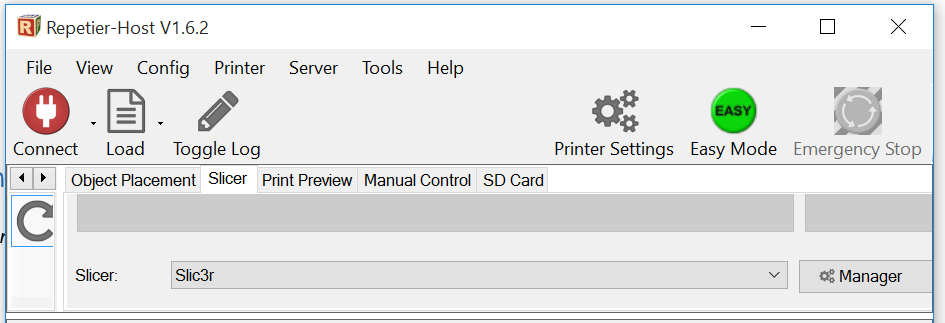 R Repetier-Host V1.6.2
File View Config Printer Server Tools Help
EASY
Connect Load Toggle Log Printer Settings Easy Mode Emergency Stop
Object Placement Slicer Print Preview Manual Control SD Card
Slicer: Slic3r Manager